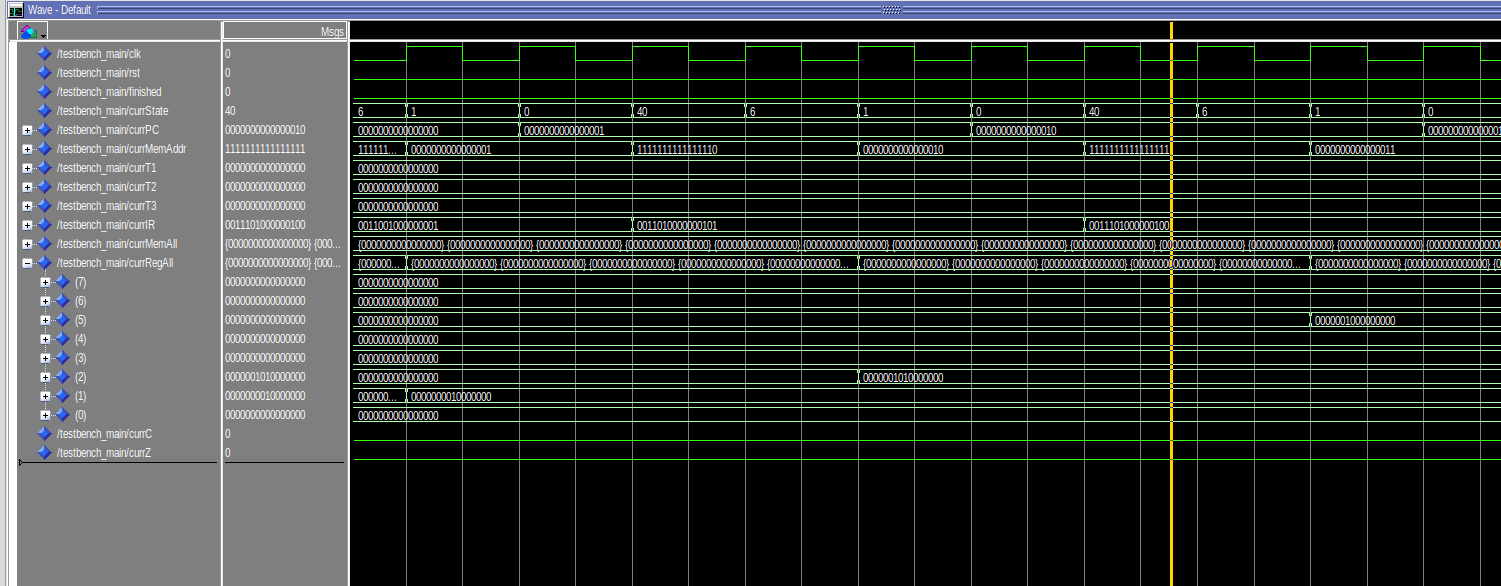 Wave - Default
Msgs
/testbench_main/clk 0
/testbench_main/rst 0
/testbench_main/finished 0
/testbench_main/currState 40 6 1 0 40 6 1 0 40 6 1 0
/testbench_main/currPC 0000000000000010 0000000000000000 0000000000000001 0000000000000010 000000000000001
/testbench_main/currMemAddr 1111111111111111 111111... 0000000000000001 1111111111111110 0000000000000010 1111111111111111 0000000000000011
/testbench_main/currT1 0000000000000000 0000000000000000
/testbench_main/currT2 0000000000000000 0000000000000000
/testbench_main/currT3 0000000000000000 0000000000000000
/testbench_main/currIR 0011101000000100 0011001000000001 0011010000000101 0011101000000100
/testbench_main/currMemAll {0000000000000000} {000... {0000000000000000} {0000000000000000} {0000000000000000} {0000000000000000} {0000000000000000} {0000000000000000} {0000000000000000} {0000000000000000} {0000000000000000} {0000000000000000} {0000000000000000} {0000000000000000} {0000000
/testbench_main/currRegAll {0000000000000000} {000... {000000... {0000000000000000} {0000000000000000} {0000000000000000} {0000000000000000} {0000000000000... {0000000000000000} {0000000000000000} {0000000000000000} {0000000000000000} {0000000000000... {0000000000000000} {0000000000000000} {00
(7) 0000000000000000 0000000000000000
(6) 0000000000000000 0000000000000000
(5) 0000000000000000 0000000000000000 0000001000000000
(4) 0000000000000000 0000000000000000
(3) 0000000000000000 0000000000000000
(2) 0000001010000000 0000000000000000 0000001010000000
(1) 0000000010000000 000000... 0000000010000000
(0) 0000000000000000 0000000000000000
/testbench_main/currC 0
/testbench_main/currZ 0